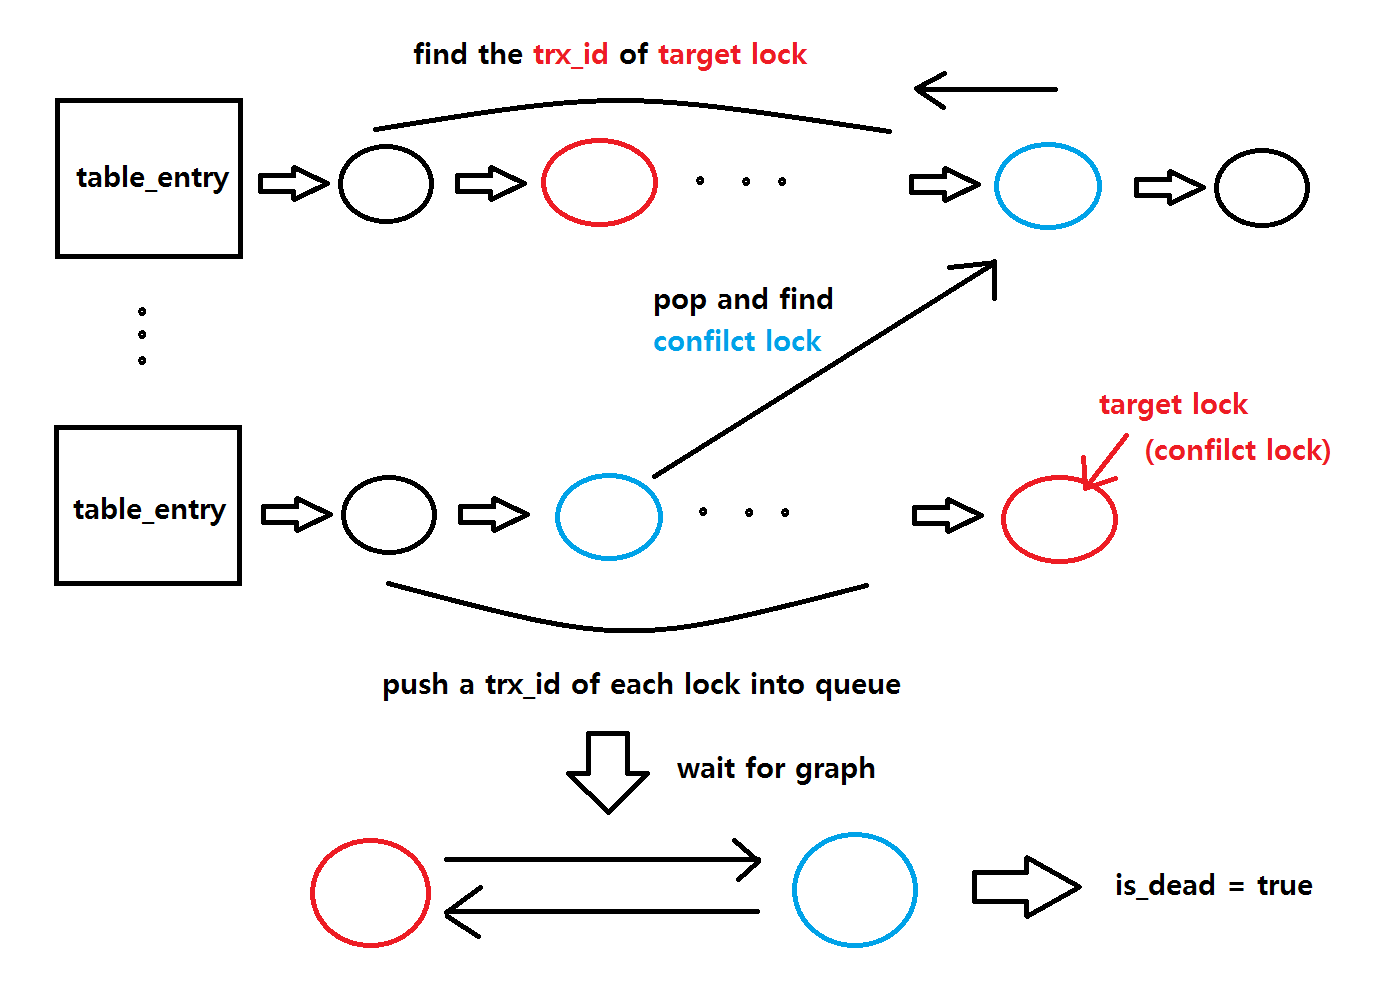 find the trx_id of target lock
table_entry
pop and find
confilct lock
target lock
(confilct lock)
table_entry
push a trx_id of each lock into queue
wait for graph
is_dead = true